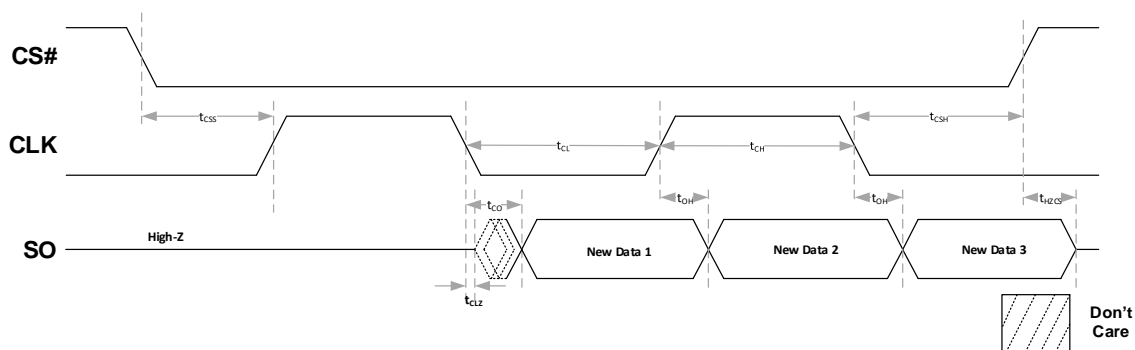 CS#
tCSS
tCSH
CLK
tCL
tCH
tCO
tOH
tOH
tHZCS
High-Z
SO
New Data 1
New Data 2
New Data 3
tCLZ
Don't
Care